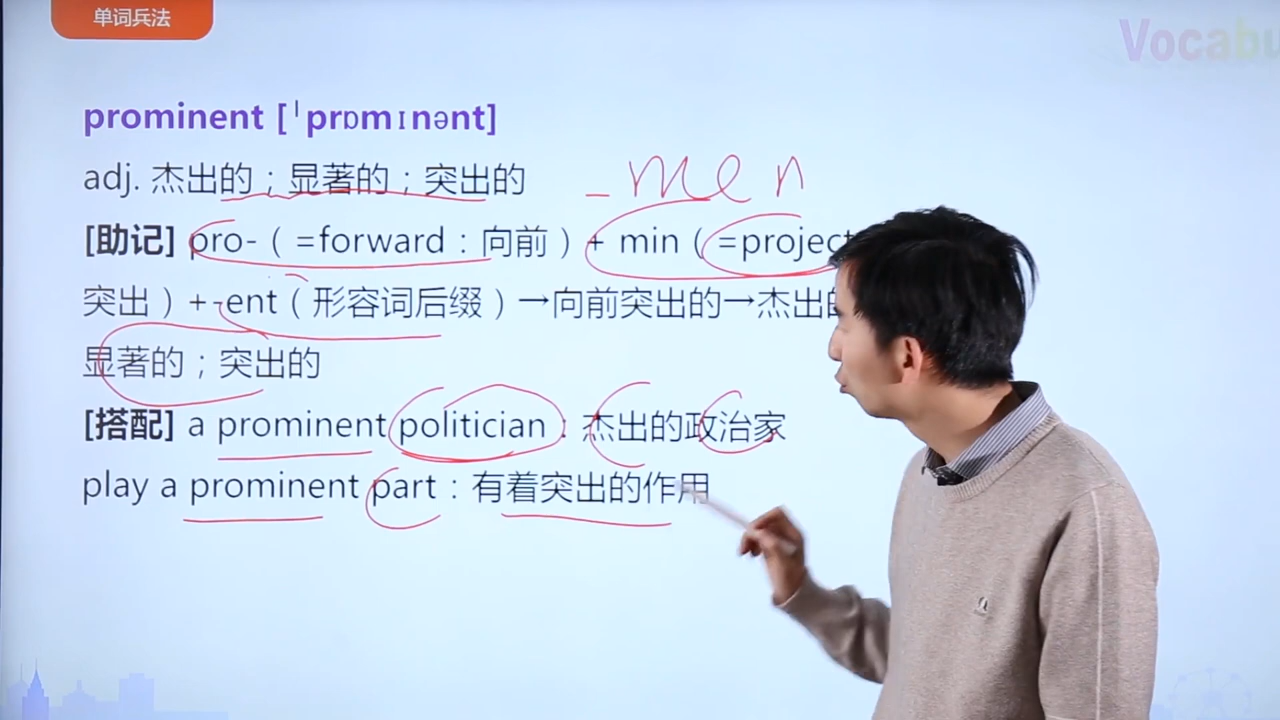 单词兵法
Vocabu
prominent [ˈprɒmɪnənt]
adj. 杰出的；显著的；突出的
men
[助记] pro-（=forward：向前）+ min（=project
突出）+-ent（形容词后缀）→向前突出的→杰出的
显著的；突出的
[搭配] a prominent politician：杰出的政治家
play a prominent part：有着突出的作用